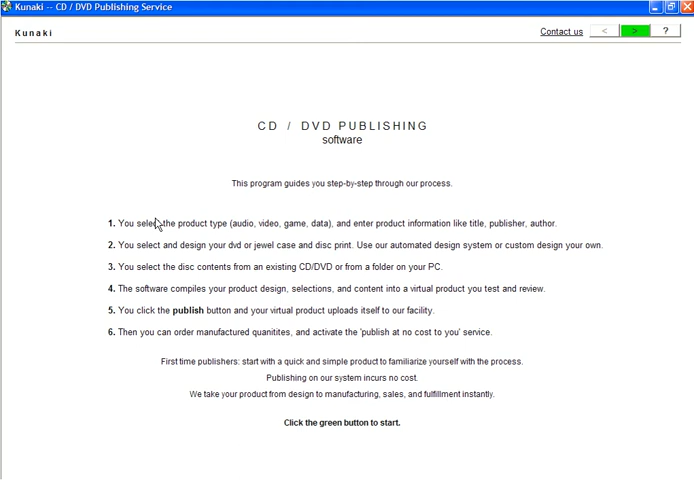 Kunaki -- CD / DVD Publishing Service
Kunaki
Contact us < > ?
CD / DVD PUBLISHING
software
This program guides you step-by-step through our process.
1. You select the product type (audio, video, game, data), and enter product information like title, publisher, author.
2. You select and design your dvd or jewel case and disc print. Use our automated design system or custom design your own.
3. You select the disc contents from an existing CD/DVD or from a folder on your PC.
4. The software compiles your product design, selections, and content into a virtual product you test and review.
5. You click the publish button and your virtual product uploads itself to our facility.
6. Then you can order manufactured quanitites, and activate the 'publish at no cost to you' service.
First time publishers: start with a quick and simple product to familiarize yourself with the process.
Publishing on our system incurs no cost.
We take your product from design to manufacturing, sales, and fulfillment instantly.
Click the green button to start.